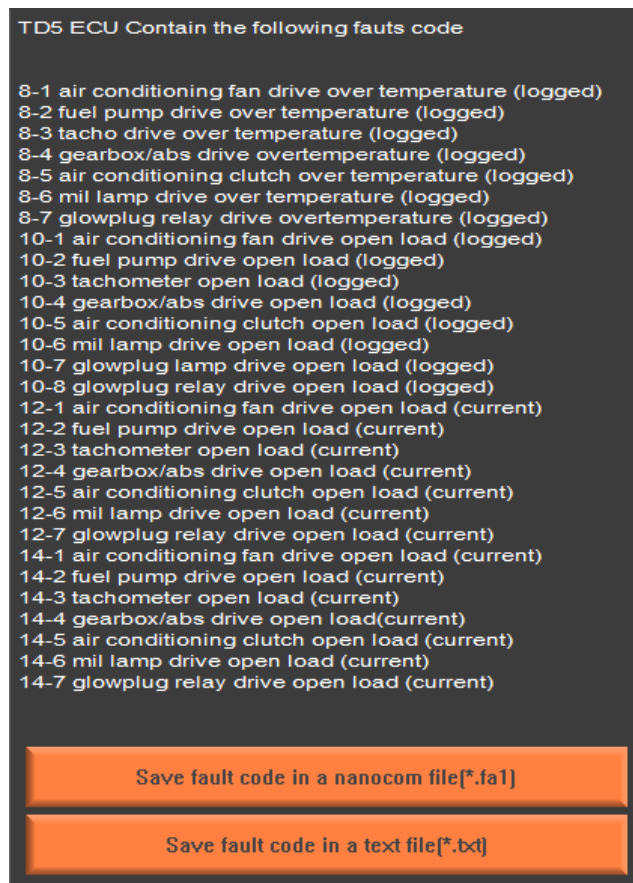 TD5 ECU Contain the following fauts code
8-1 air conditioning fan drive over temperature (logged)
8-2 fuel pump drive over temperature (logged)
8-3 tacho drive over temperature (logged)
8-4 gearbox/abs drive overtemperature (logged)
8-5 air conditioning clutch over temperature (logged)
8-6 mil lamp drive over temperature (logged)
8-7 glowplug relay drive overtemperature (logged)
10-1 air conditioning fan drive open load (logged)
10-2 fuel pump drive open load (logged)
10-3 tachometer open load (logged)
10-4 gearbox/abs drive open load (logged)
10-5 air conditioning clutch open load (logged)
10-6 mil lamp drive open load (logged)
10-7 glowplug lamp drive open load (logged)
10-8 glowplug relay drive open load (logged)
12-1 air conditioning fan drive open load (current)
12-2 fuel pump drive open load (current)
12-3 tachometer open load (current)
12-4 gearbox/abs drive open load (current)
12-5 air conditioning clutch open load (current)
12-6 mil lamp drive open load (current)
12-7 glowplug relay drive open load (current)
14-1 air conditioning fan drive open load (current)
14-2 fuel pump drive open load (current)
14-3 tachometer open load (current)
14-4 gearbox/abs drive open load(current)
14-5 air conditioning clutch open load (current)
14-6 mil lamp drive open load (current)
14-7 glowplug relay drive open load (current)
Save fault code in a nanocom file(*.fa1)
Save fault code in a text file(*.txt)